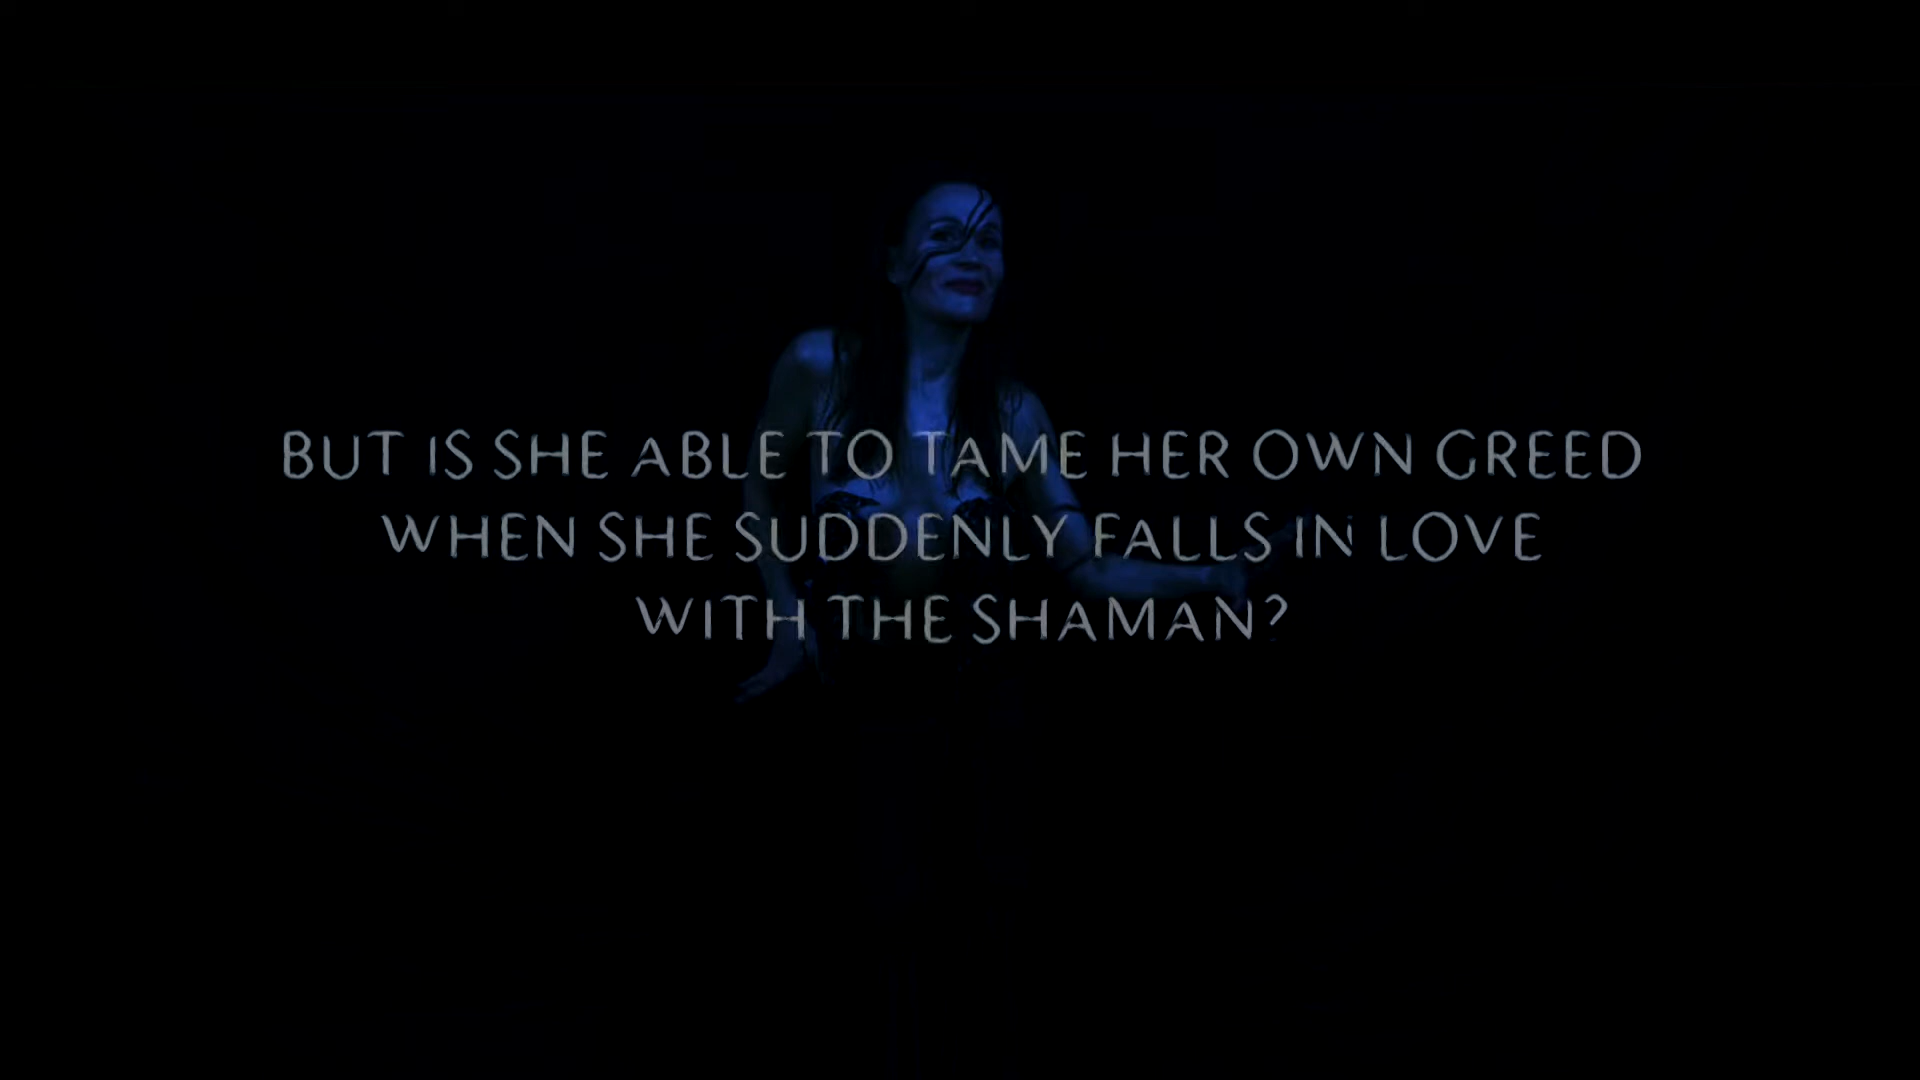 BUT IS SHE ABLE TO TAME HER OWN GREED
WHEN SHE SUDDENLY FALLS IN LOVE
WITH THE SHAMAN?